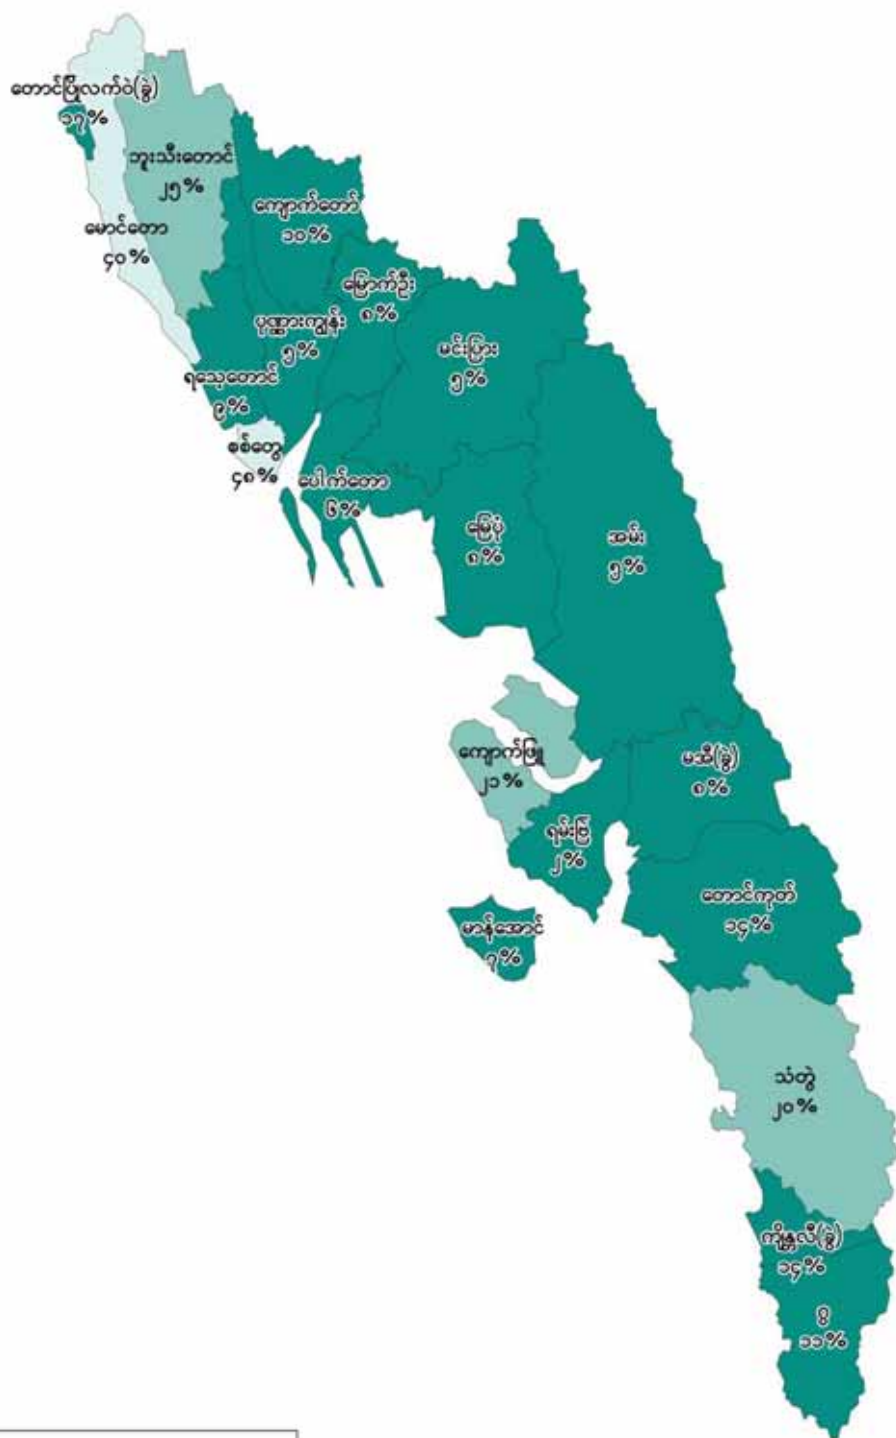 တောင်ပြိုလက်ဝဲ(ခွဲ)
၁၇%
ဘူးသီးတောင်
၂၅%
မောင်တော
၄၀%
ကျောက်တော်
၁၀%
မြောက်ဦး
၈%
ပုဏ္ဏားကျွန်း
၅%
မင်းပြား
၅%
ရသေ့တောင်
၉%
စစ်တွေ
၄၈%
ပေါက်တော
၆%
မြေပုံ
၈%
အမ်း
၅%
ကျောက်ဖြူ
၂၁%
မအီ(ခွဲ)
၈%
ရမ်းဗြဲ
၂%
တောင်ကုတ်
၁၄%
မာန်အောင်
၇%
သံတွဲ
၂၀%
ကျိန္တလီ(ခွဲ)
၁၄%
ဂွ
၁၁%